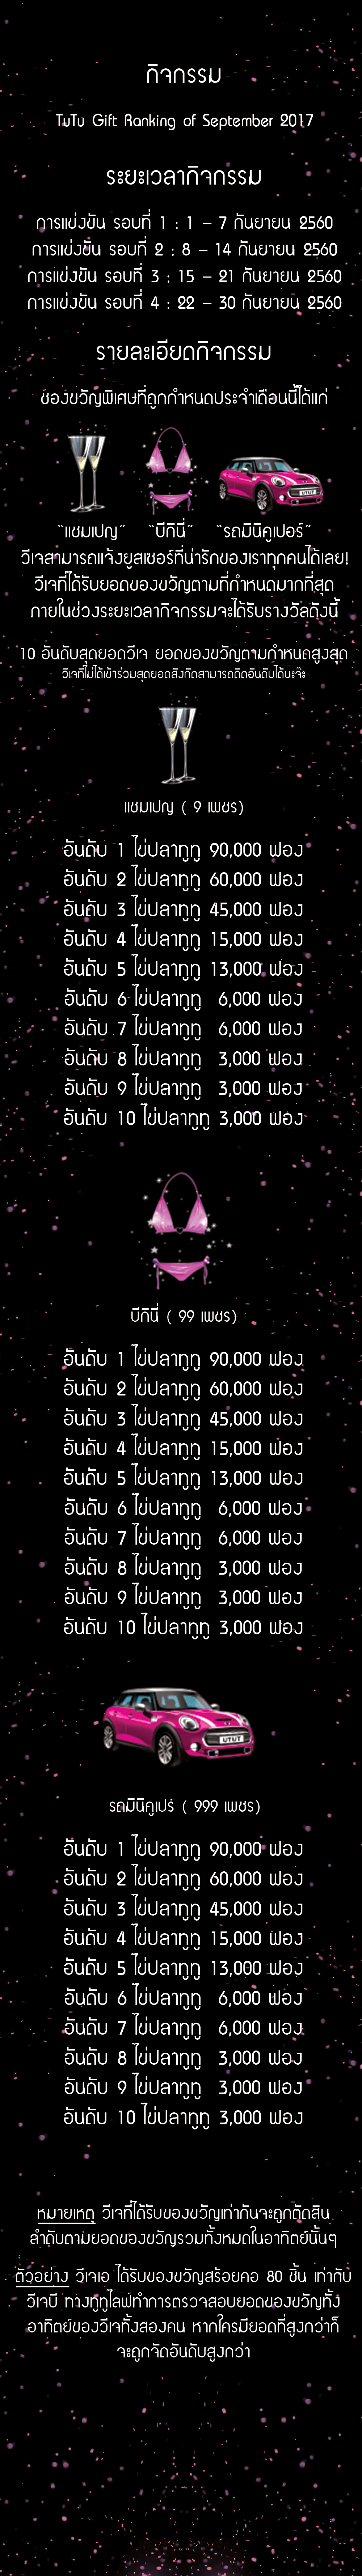 กิจกรรม
TuTu Gift Ranking of September 2017
ระยะเวลากิจกรรม
การแข่งขัน รอบที่ 1 : 1 – 7 กันยายน 2560
การแข่งขัน รอบที่ 2 : 8 – 14 กันยายน 2560
การแข่งขัน รอบที่ 3 : 15 – 21 กันยายน 2560
การแข่งขัน รอบที่ 4 : 22 – 30 กันยายน 2560
รายละเอียดกิจกรรม
ของขวัญพิเศษที่ถูกกำหนดประจำเดือนนี้ได้แก่
UTUT
“แชมเปญ” “บีกินี่” “รถมินิคูเปอร์”
วีเจสามารถแจ้งยูสเซอร์ที่น่ารักของเราทุกคนได้เลย!
วีเจที่ได้รับยอดของขวัญตามที่กำหนดมากที่สุด
ภายในช่วงระยะเวลากิจกรรมจะได้รับรางวัลดังนี้
10 อันดับสุดยอดวีเจ ยอดของขวัญตามกำหนดสูงสุด
วีเจที่ไม่ได้เข้าร่วมสุดยอดสังกัดสามารถติดอันดับได้นะจ๊ะ
แชมเปญ ( 9 เพชร)
อันดับ 1 ไข่ปลาทูทู 90,000 ฟอง
อันดับ 2 ไข่ปลาทูทู 60,000 ฟอง
อันดับ 3 ไข่ปลาทูทู 45,000 ฟอง
อันดับ 4 ไข่ปลาทูทู 15,000 ฟอง
อันดับ 5 ไข่ปลาทูทู 13,000 ฟอง
อันดับ 6 ไข่ปลาทูทู 6,000 ฟอง
อันดับ 7 ไข่ปลาทูทู 6,000 ฟอง
อันดับ 8 ไข่ปลาทูทู 3,000 ฟอง
อันดับ 9 ไข่ปลาทูทู 3,000 ฟอง
อันดับ 10 ไข่ปลาทูทู 3,000 ฟอง
บีกินี่ ( 99 เพชร)
อันดับ 1 ไข่ปลาทูทู 90,000 ฟอง
อันดับ 2 ไข่ปลาทูทู 60,000 ฟอง
อันดับ 3 ไข่ปลาทูทู 45,000 ฟอง
อันดับ 4 ไข่ปลาทูทู 15,000 ฟอง
อันดับ 5 ไข่ปลาทูทู 13,000 ฟอง
อันดับ 6 ไข่ปลาทูทู 6,000 ฟอง
อันดับ 7 ไข่ปลาทูทู 6,000 ฟอง
อันดับ 8 ไข่ปลาทูทู 3,000 ฟอง
อันดับ 9 ไข่ปลาทูทู 3,000 ฟอง
อันดับ 10 ไข่ปลาทูทู 3,000 ฟอง
UTUT
รถมินิคูเปร์ ( 999 เพชร)
อันดับ 1 ไข่ปลาทูทู 90,000 ฟอง
อันดับ 2 ไข่ปลาทูทู 60,000 ฟอง
อันดับ 3 ไข่ปลาทูทู 45,000 ฟอง
อันดับ 4 ไข่ปลาทูทู 15,000 ฟอง
อันดับ 5 ไข่ปลาทูทู 13,000 ฟอง
อันดับ 6 ไข่ปลาทูทู 6,000 ฟอง
อันดับ 7 ไข่ปลาทูทู 6,000 ฟอง
อันดับ 8 ไข่ปลาทูทู 3,000 ฟอง
อันดับ 9 ไข่ปลาทูทู 3,000 ฟอง
อันดับ 10 ไข่ปลาทูทู 3,000 ฟอง
หมายเหตุ วีเจที่ได้รับของขวัญเท่ากันจะถูกตัดสิน
ลำดับตามยอดของขวัญรวมทั้งหมดในอาทิตย์นั้นๆ
ตัวอย่าง วีเจเอ ได้รับของขวัญสร้อยคอ 80 ชิ้น เท่ากับ
วีเจบี ทางทูทูไลฟ์ทำการตรวจสอบยอดของขวัญทั้ง
อาทิตย์ของวีเจทั้งสองคน หากใครมียอดที่สูงกว่าก็
จะถูกจัดอันดับสูงกว่า